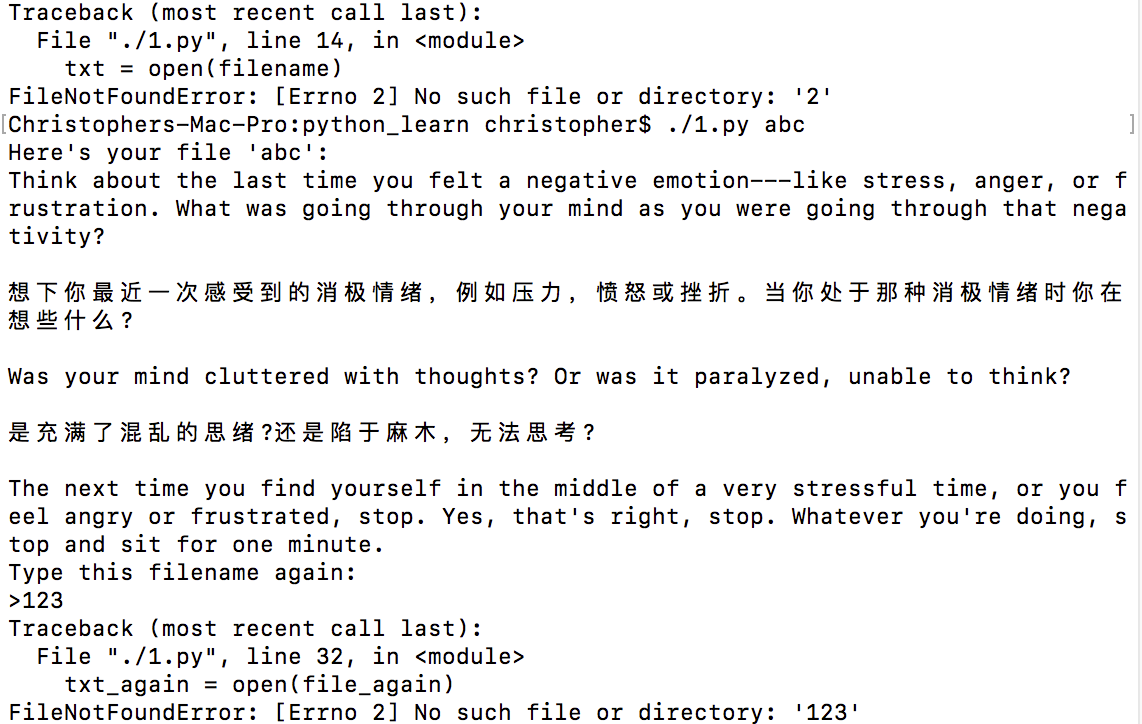 Traceback (most recent call last):
  File "./1.py", line 14, in <module>
    txt = open(filename)
FileNotFoundError: [Errno 2] No such file or directory: '2'
[Christophers-Mac-Pro:python_learn christopher$ ./1.py abc ]
Here's your file 'abc':
Think about the last time you felt a negative emotion---like stress, anger, or f
rustration. What was going through your mind as you were going through that nega
tivity?

想下你最近一次感受到的消极情绪，例如压力，愤怒或挫折。当你处于那种消极情绪时你在
想些什么？

Was your mind cluttered with thoughts? Or was it paralyzed, unable to think?

是充满了混乱的思绪?还是陷于麻木，无法思考？

The next time you find yourself in the middle of a very stressful time, or you f
eel angry or frustrated, stop. Yes, that's right, stop. Whatever you're doing, s
top and sit for one minute.
Type this filename again:
>123
Traceback (most recent call last):
  File "./1.py", line 32, in <module>
    txt_again = open(file_again)
FileNotFoundError: [Errno 2] No such file or directory: '123'